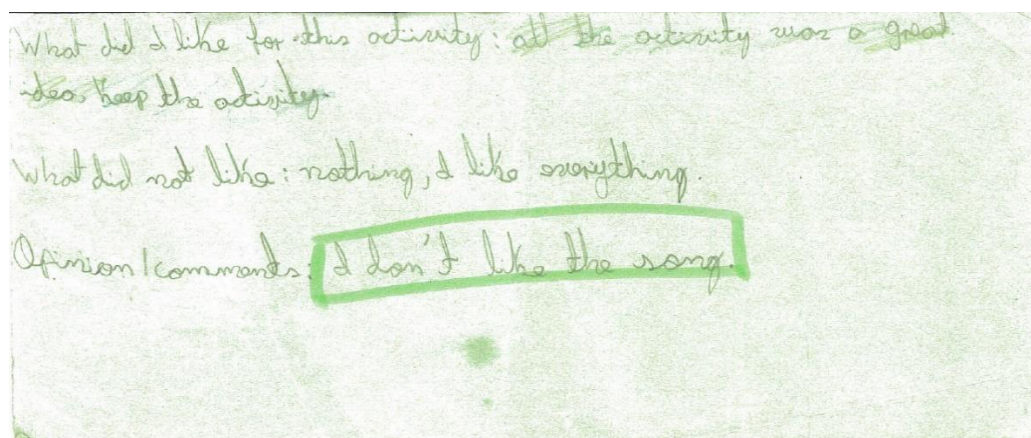 What did I like for this activity: all the activity was a great
idea, keep the activity.
What did not like: nothing, I like everything.
Opinion/comments: I don't like the song.